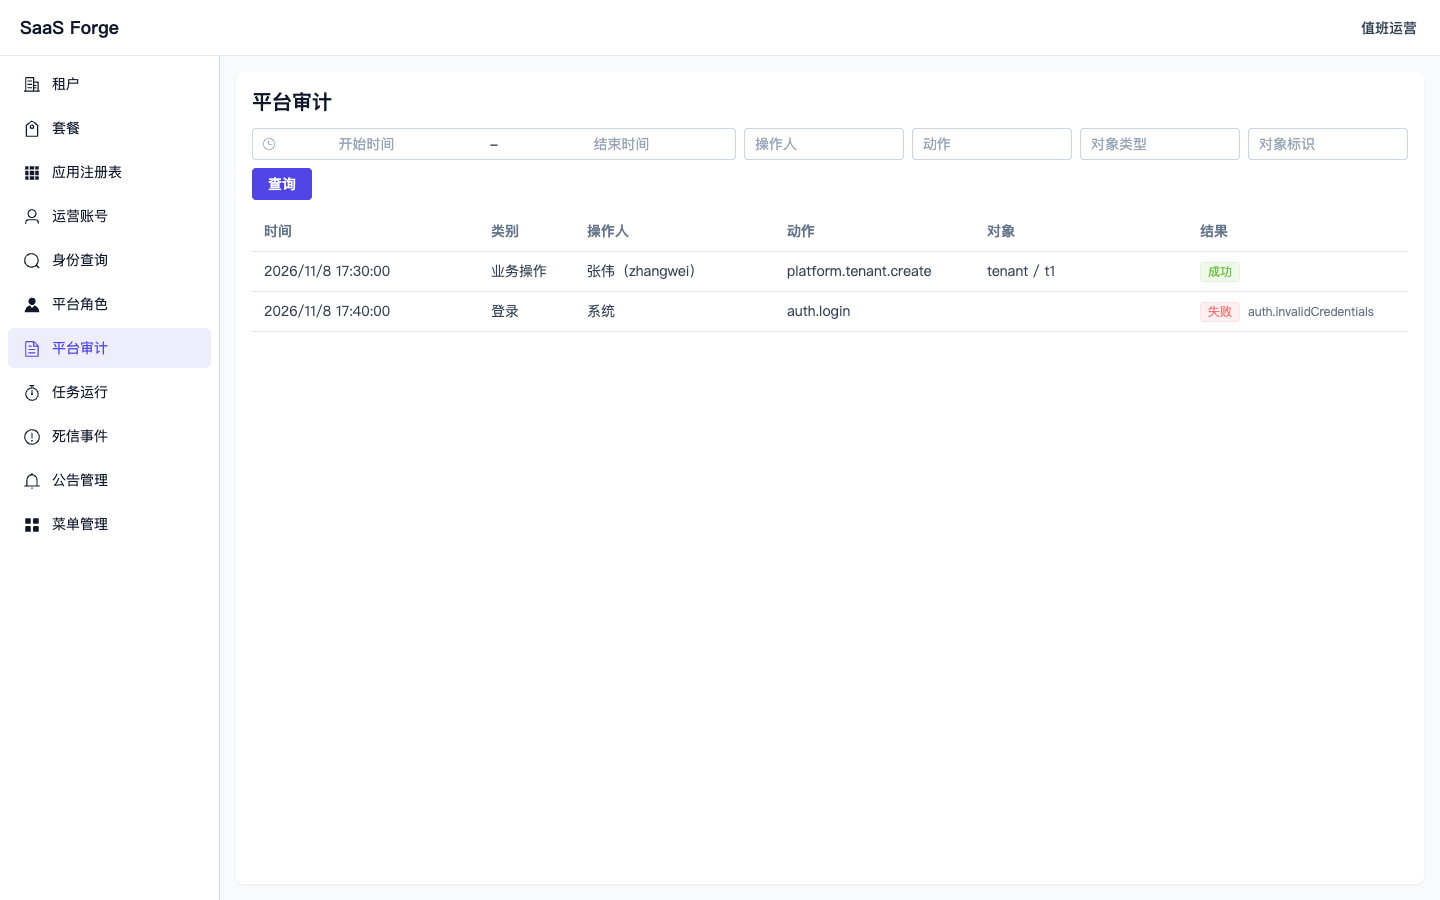 SaaS Forge
值班运营
租户
套餐
应用注册表
运营账号
身份查询
平台角色
平台审计
任务运行
死信事件
公告管理
菜单管理
平台审计
开始时间 – 结束时间 操作人 动作 对象类型 对象标识
查询
时间 类别 操作人 动作 对象 结果
2026/11/8 17:30:00 业务操作 张伟（zhangwei） platform.tenant.create tenant / t1 成功
2026/11/8 17:40:00 登录 系统 auth.login 失败 auth.invalidCredentials